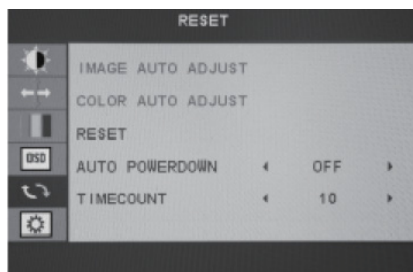 RESET
IMAGE AUTO ADJUST
COLOR AUTO ADJUST
RESET
OSD
AUTO POWERDOWN OFF
TIMECOUNT 10